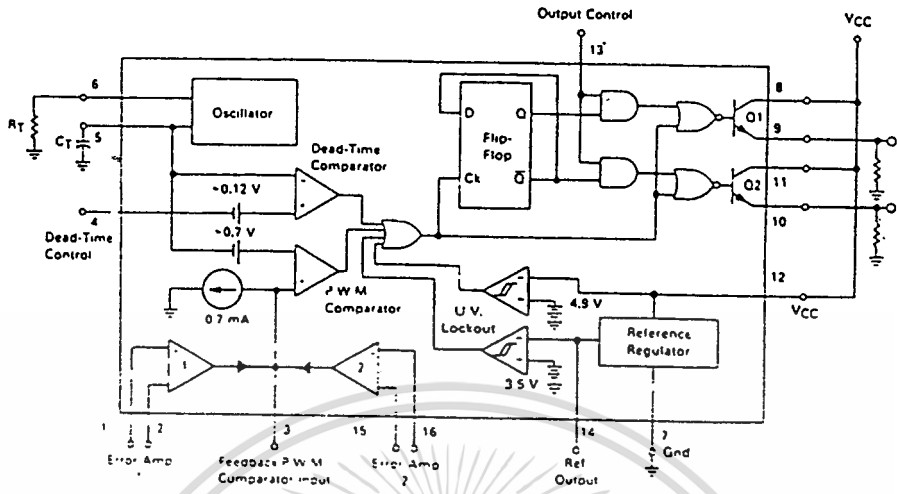 Output Control
VCC
13
6
Oscillator
RT
5
CT
D
Q
Flip-
Flop
Ck
Q̅
8
Q1
9
Q2
11
10
Dead-Time
Comparator
~0.12 V
4
Dead-Time
Control
~0.7 V
P.W.M
Comparator
0.7 mA
U.V.
Lockout
4.9 V
12
VCC
Reference
Regulator
3.5 V
1
2
1
2
3
15
16
14
7
Gnd
Error Amp
Feedback P.W.M
Comparator Input
Error Amp
2
Ref
Output